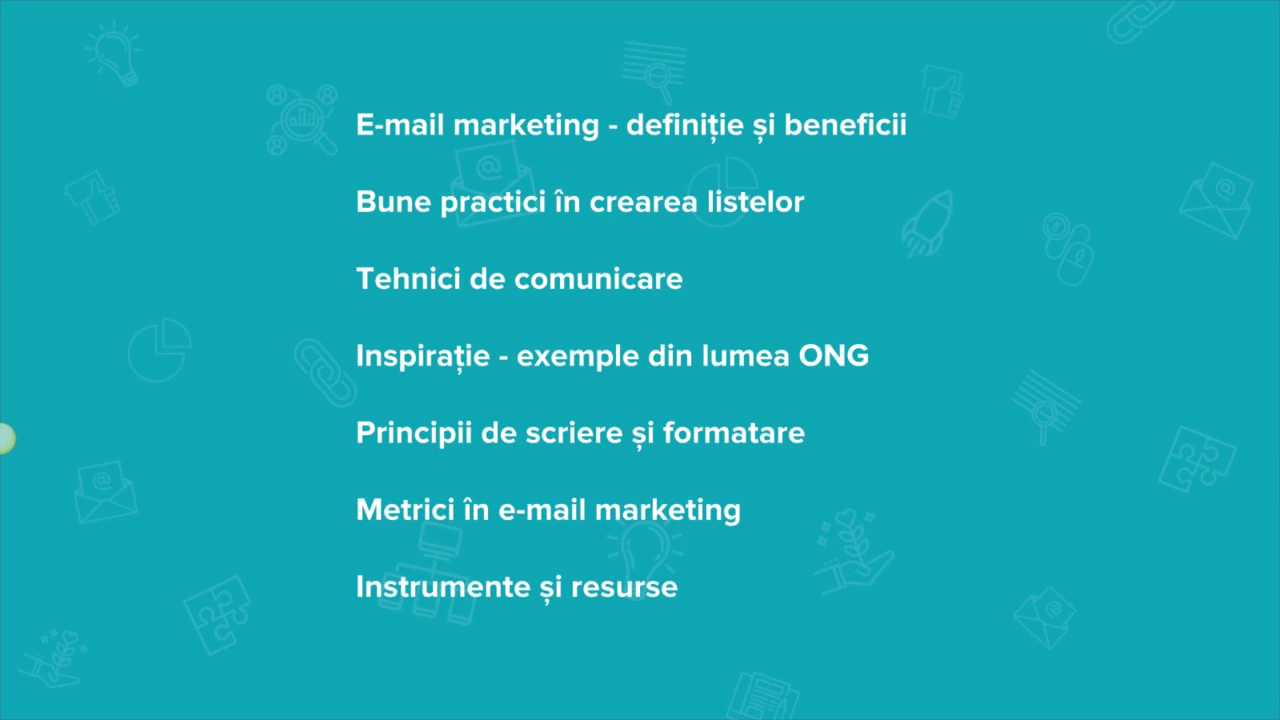 E-mail marketing - definiție și beneficii
Bune practici în crearea listelor
Tehnici de comunicare
Inspirație - exemple din lumea ONG
Principii de scriere și formatare
Metrici în e-mail marketing
Instrumente și resurse